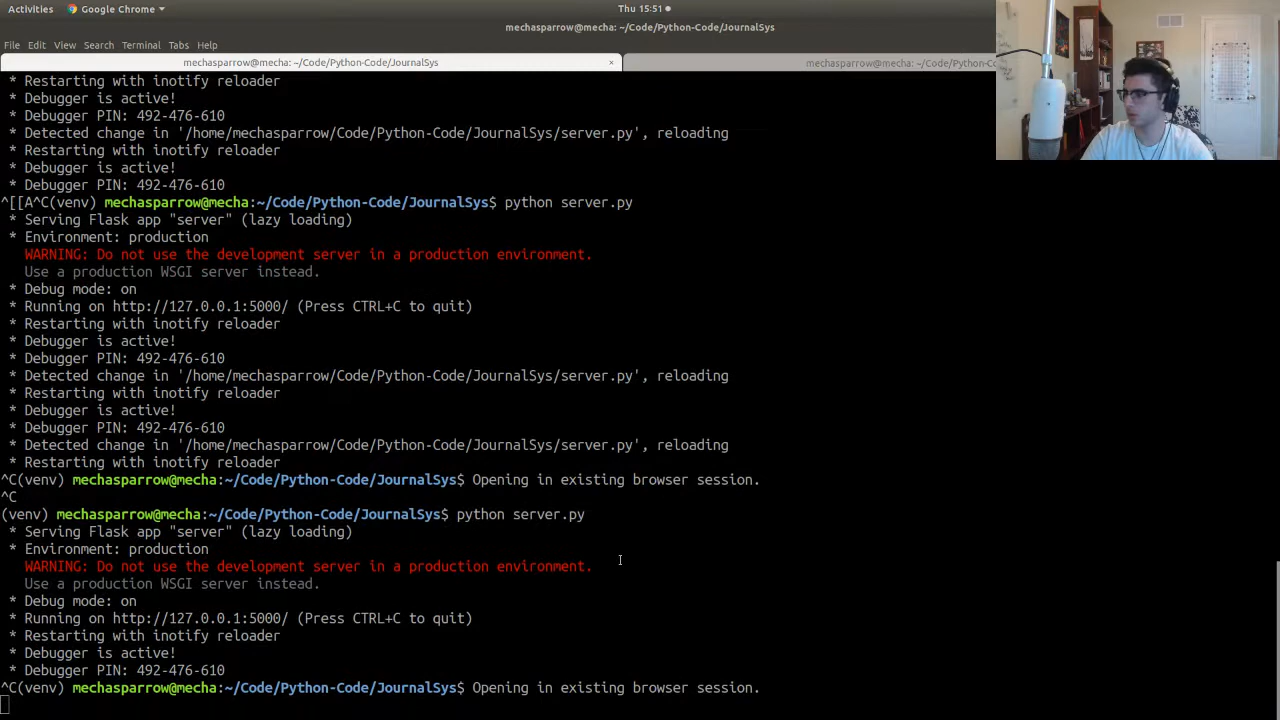 Activities
Google Chrome
Thu 15:51
mechasparrow@mecha: ~/Code/Python-Code/JournalSys
File Edit View Search Terminal Tabs Help
mechasparrow@mecha: ~/Code/Python-Code/JournalSys ×
mechasparrow@mecha: ~/Code/Python-Co
* Restarting with inotify reloader
* Debugger is active!
* Debugger PIN: 492-476-610
* Detected change in '/home/mechasparrow/Code/Python-Code/JournalSys/server.py', reloading
* Restarting with inotify reloader
* Debugger is active!
* Debugger PIN: 492-476-610
^[[A^C(venv) mechasparrow@mecha:~/Code/Python-Code/JournalSys$ python server.py
* Serving Flask app "server" (lazy loading)
* Environment: production
WARNING: Do not use the development server in a production environment.
Use a production WSGI server instead.
* Debug mode: on
* Running on http://127.0.0.1:5000/ (Press CTRL+C to quit)
* Restarting with inotify reloader
* Debugger is active!
* Debugger PIN: 492-476-610
* Detected change in '/home/mechasparrow/Code/Python-Code/JournalSys/server.py', reloading
* Restarting with inotify reloader
* Debugger is active!
* Debugger PIN: 492-476-610
* Detected change in '/home/mechasparrow/Code/Python-Code/JournalSys/server.py', reloading
* Restarting with inotify reloader
^C(venv) mechasparrow@mecha:~/Code/Python-Code/JournalSys$ Opening in existing browser session.
^C
(venv) mechasparrow@mecha:~/Code/Python-Code/JournalSys$ python server.py
* Serving Flask app "server" (lazy loading)
* Environment: production
WARNING: Do not use the development server in a production environment.
Use a production WSGI server instead.
* Debug mode: on
* Running on http://127.0.0.1:5000/ (Press CTRL+C to quit)
* Restarting with inotify reloader
* Debugger is active!
* Debugger PIN: 492-476-610
^C(venv) mechasparrow@mecha:~/Code/Python-Code/JournalSys$ Opening in existing browser session.